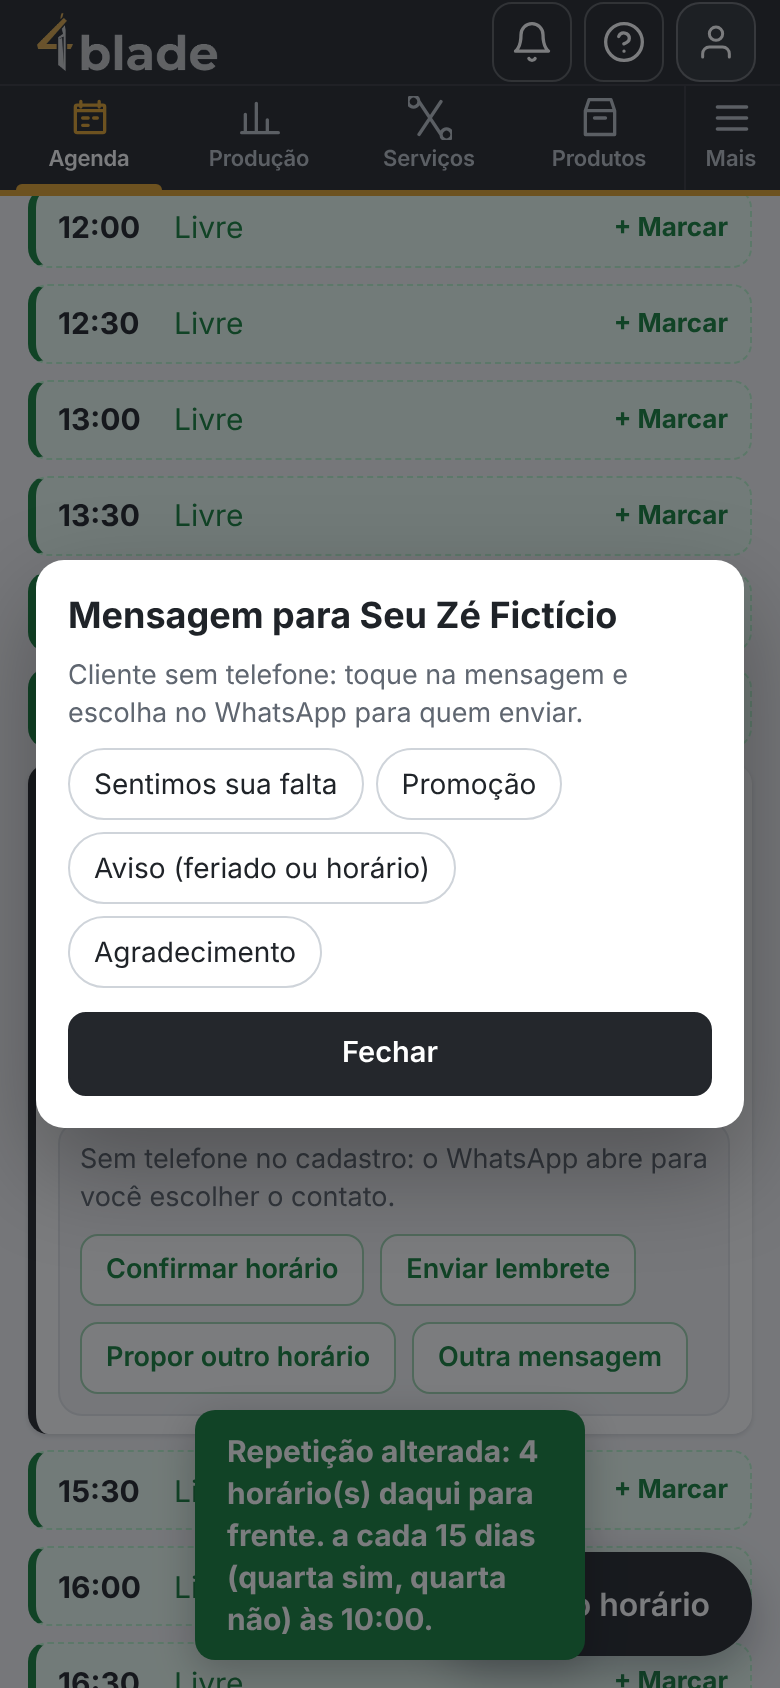 4blade
Agenda
Produção
Serviços
Produtos
Mais
12:00 Livre + Marcar
12:30 Livre + Marcar
13:00 Livre + Marcar
13:30 Livre + Marcar
Mensagem para Seu Zé Fictício
Cliente sem telefone: toque na mensagem e
escolha no WhatsApp para quem enviar.
Sentimos sua falta
Promoção
Aviso (feriado ou horário)
Agradecimento
Fechar
Sem telefone no cadastro: o WhatsApp abre para
você escolher o contato.
Confirmar horário
Enviar lembrete
Propor outro horário
Outra mensagem
Repetição alterada: 4
horário(s) daqui para
frente. a cada 15 dias
(quarta sim, quarta
não) às 10:00.
15:30 + Marcar
16:00
horário
16:30 Livre + Marcar